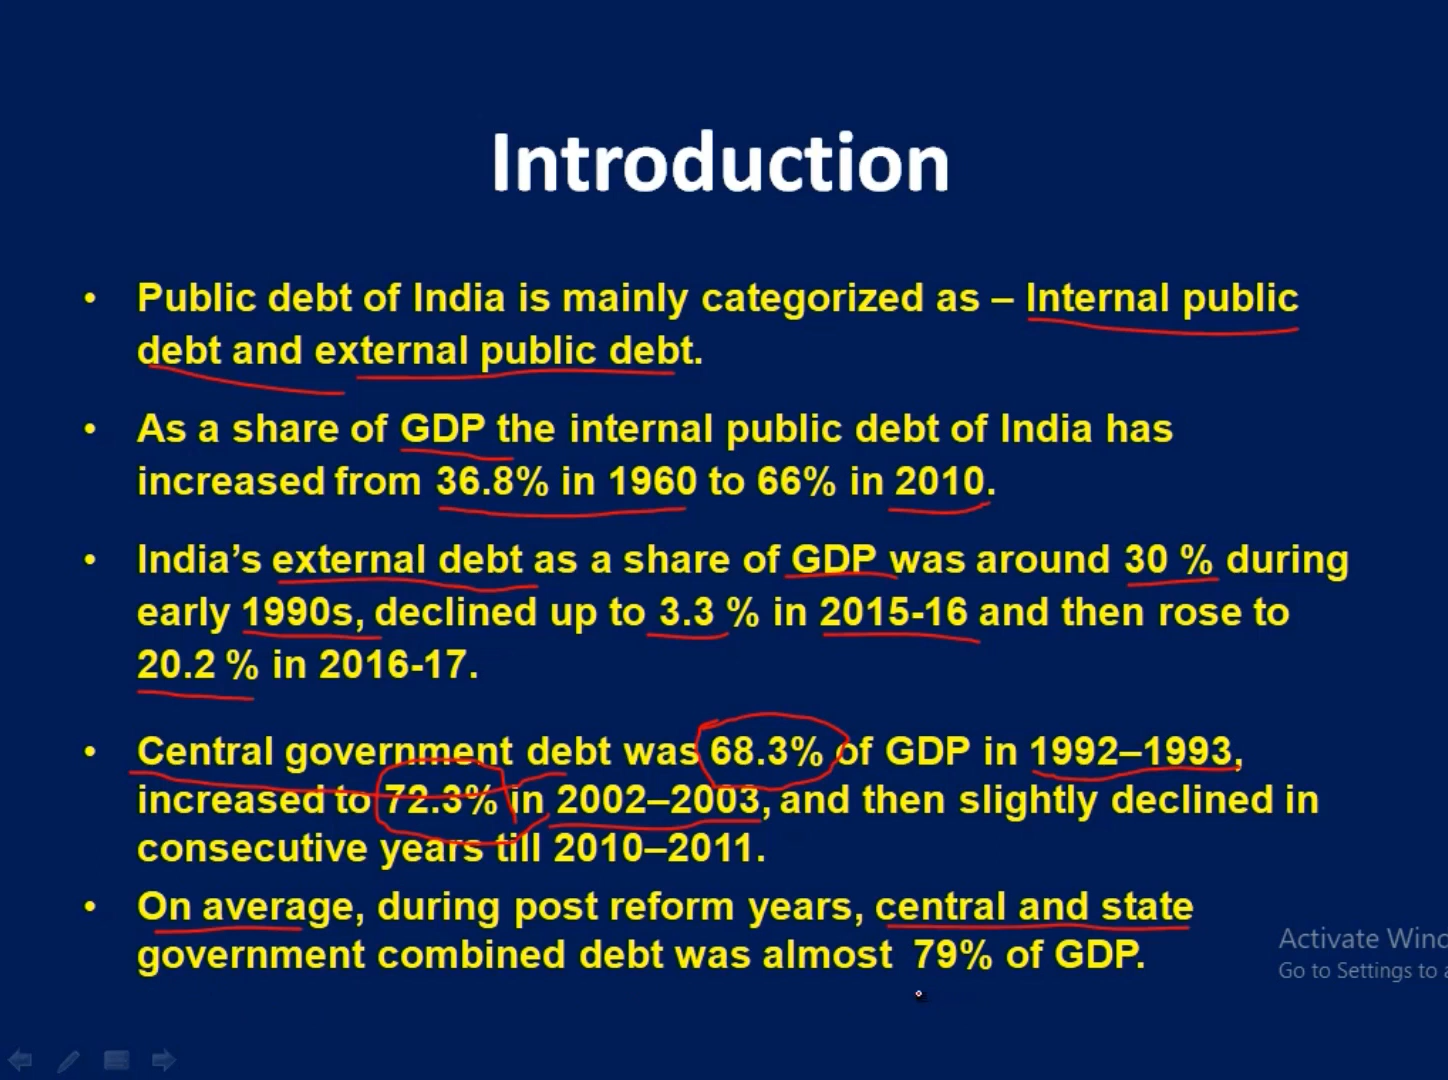 Introduction
• Public debt of India is mainly categorized as – Internal public
debt and external public debt.
• As a share of GDP the internal public debt of India has
increased from 36.8% in 1960 to 66% in 2010.
• India’s external debt as a share of GDP was around 30 % during
early 1990s, declined up to 3.3 % in 2015-16 and then rose to
20.2 % in 2016-17.
• Central government debt was 68.3% of GDP in 1992–1993,
increased to 72.3% in 2002–2003, and then slightly declined in
consecutive years till 2010–2011.
• On average, during post reform years, central and state
government combined debt was almost 79% of GDP.
Activate Wind
Go to Settings to a